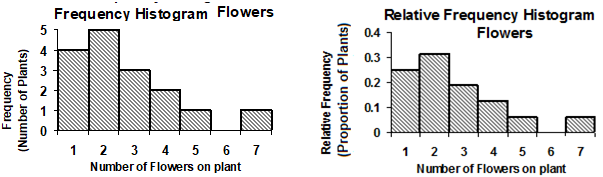 Frequency Histogram Flowers
5
4
3
2
1
0
Frequency
(Number of Plants)
1 2 3 4 5 6 7
Number of Flowers on plant
Relative Frequency Histogram
Flowers
0.4
0.3
0.2
0.1
0
Relative Frequency
(Proportion of Plants)
1 2 3 4 5 6 7
Number of Flowers on plant